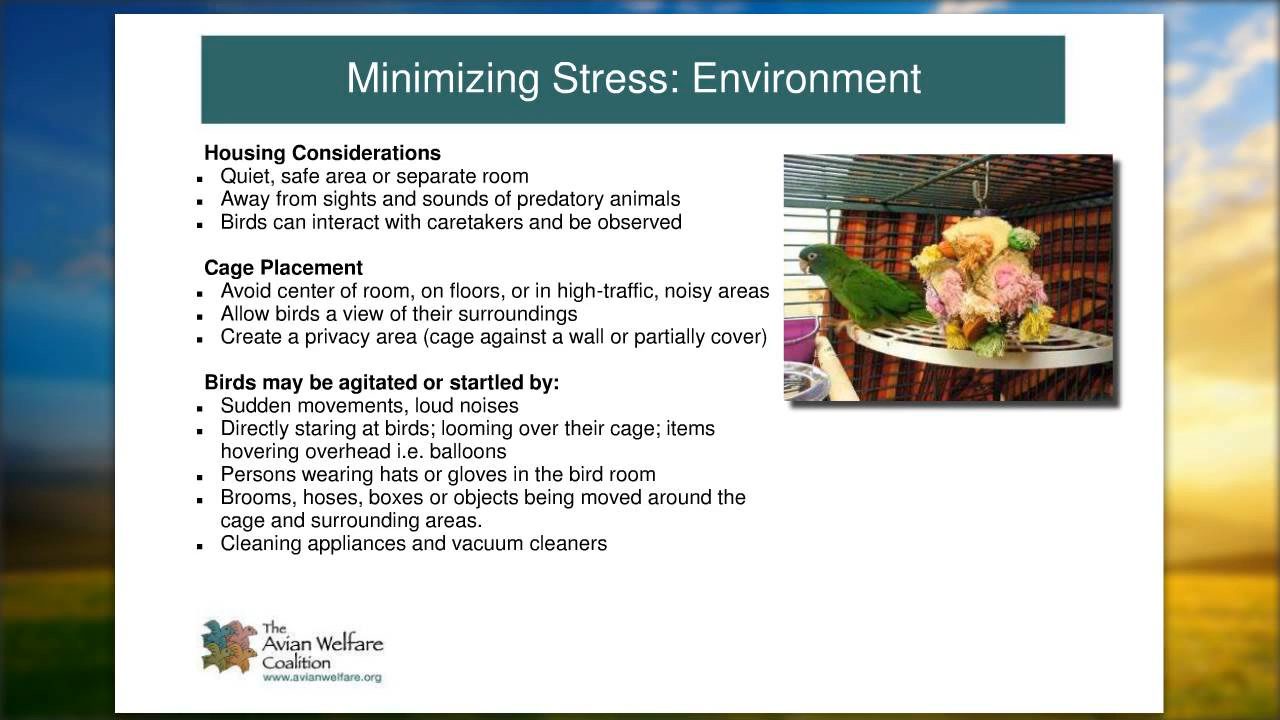 Minimizing Stress: Environment
Housing Considerations
Quiet, safe area or separate room
Away from sights and sounds of predatory animals
Birds can interact with caretakers and be observed
Cage Placement
Avoid center of room, on floors, or in high-traffic, noisy areas
Allow birds a view of their surroundings
Create a privacy area (cage against a wall or partially cover)
Birds may be agitated or startled by:
Sudden movements, loud noises
Directly staring at birds; looming over their cage; items
hovering overhead i.e. balloons
Persons wearing hats or gloves in the bird room
Brooms, hoses, boxes or objects being moved around the
cage and surrounding areas.
Cleaning appliances and vacuum cleaners
The
Avian Welfare
Coalition
www.avianwelfare.org